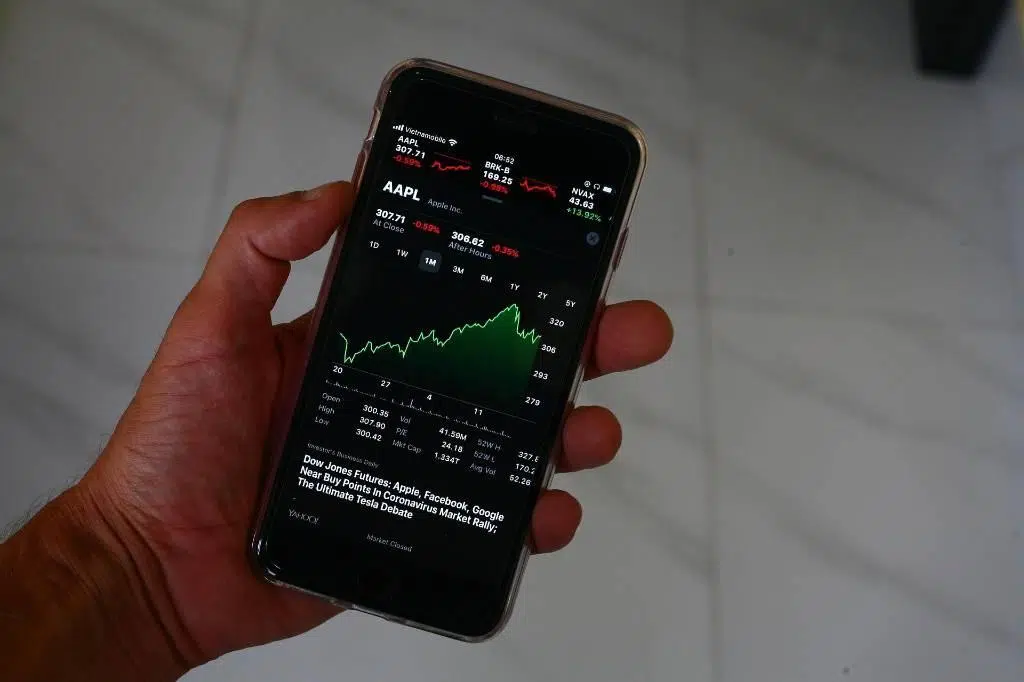 Vietnamobile
06:52
AAPL
307.71
-0.59%
BRK-B
169.25
-0.98%
NVAX
43.63
+13.92%
AAPL Apple Inc.
307.71 -0.59%
At Close
306.62 -0.35%
After Hours
1D 1W 1M 3M 6M 1Y 2Y 5Y
320
306
293
279
20 27 4 11
Open 300.35
High 307.90
Low 300.42
Vol 41.59M
P/E 24.18
Mkt Cap 1.334T
52W H 327.8
52W L 170.2
Avg Vol 52.26
Investor's Business Daily
Dow Jones Futures: Apple, Facebook, Google
Near Buy Points In Coronavirus Market Rally;
The Ultimate Tesla Debate
YAHOO!
Market Closed